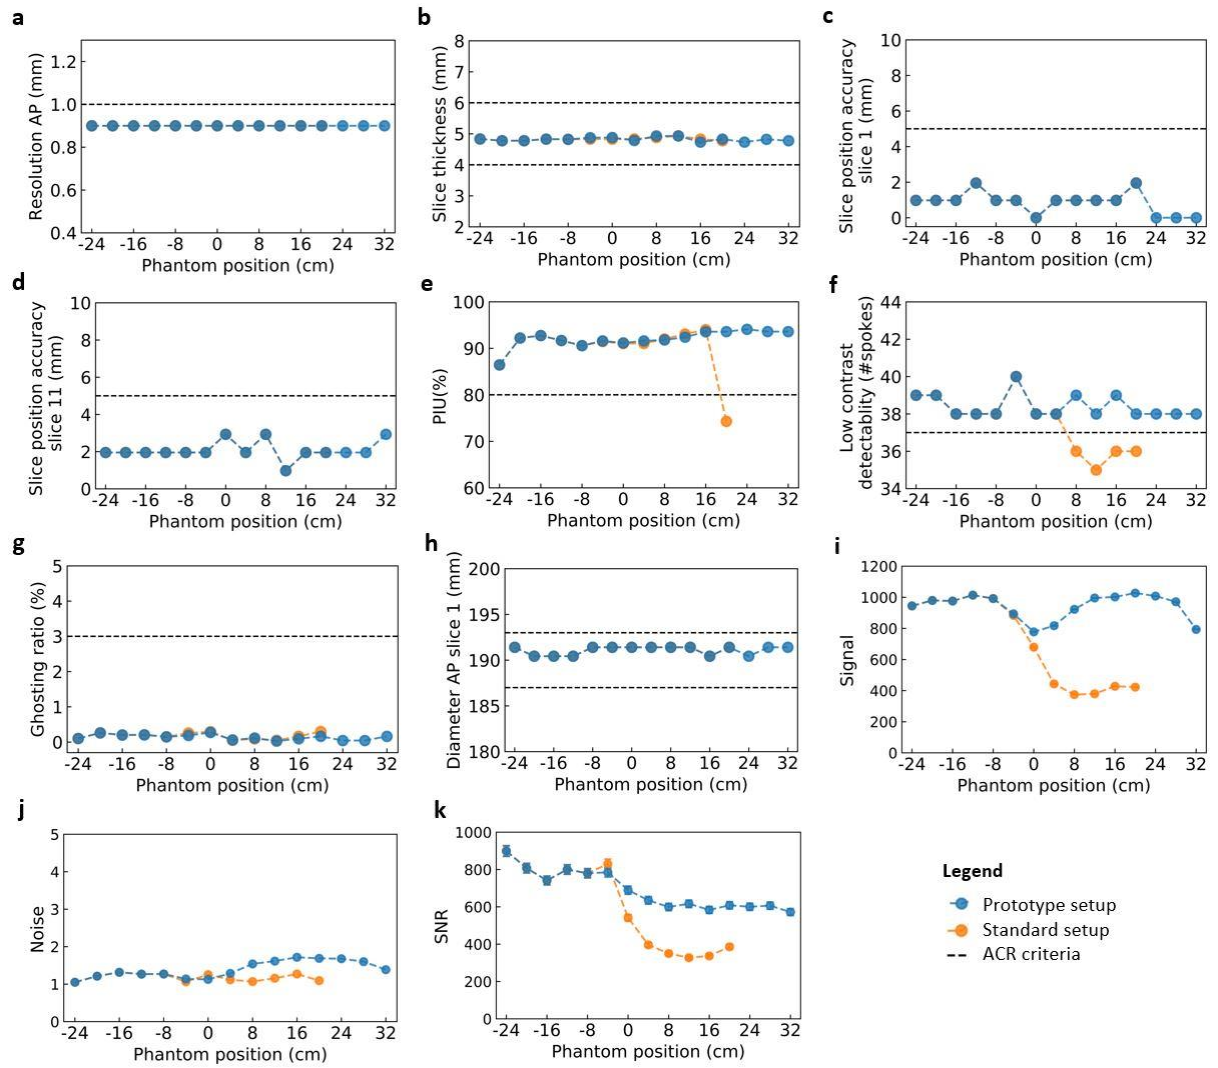 a
Resolution AP (mm)
1.2
1.0
0.8
0.6
0.4
-24 -16 -8 0 8 16 24 32
Phantom position (cm)
b
Slice thickness (mm)
8
7
6
5
4
3
2
-24 -16 -8 0 8 16 24 32
Phantom position (cm)
c
Slice position accuracy
slice 1 (mm)
10
8
6
4
2
0
-24 -16 -8 0 8 16 24 32
Phantom position (cm)
d
Slice position accuracy
slice 11 (mm)
10
8
6
4
2
0
-24 -16 -8 0 8 16 24 32
Phantom position (cm)
e
PIU(%)
100
90
80
70
60
-24 -16 -8 0 8 16 24 32
Phantom position (cm)
f
Low contrast
detectablity (#spokes)
44
42
40
38
36
34
-24 -16 -8 0 8 16 24 32
Phantom position (cm)
g
Ghosting ratio (%)
5
4
3
2
1
0
-24 -16 -8 0 8 16 24 32
Phantom position (cm)
h
Diameter AP slice 1 (mm)
200
195
190
185
180
-24 -16 -8 0 8 16 24 32
Phantom position (cm)
i
Signal
1200
1000
800
600
400
200
0
-24 -16 -8 0 8 16 24 32
Phantom position (cm)
j
Noise
5
4
3
2
1
0
-24 -16 -8 0 8 16 24 32
Phantom position (cm)
k
SNR
1000
800
600
400
200
0
-24 -16 -8 0 8 16 24 32
Phantom position (cm)
Legend
Prototype setup
Standard setup
ACR criteria